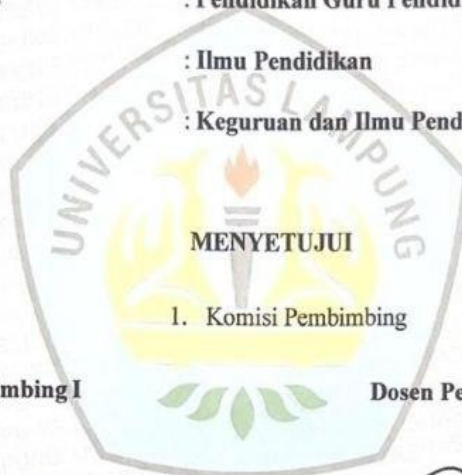 : Pendidikan Guru Pendid
: Ilmu Pendidikan
: Keguruan dan Ilmu Pend
UNIVERSITAS LAMPUNG
MENYETUJUI
1. Komisi Pembimbing
mbing I Dosen Pe